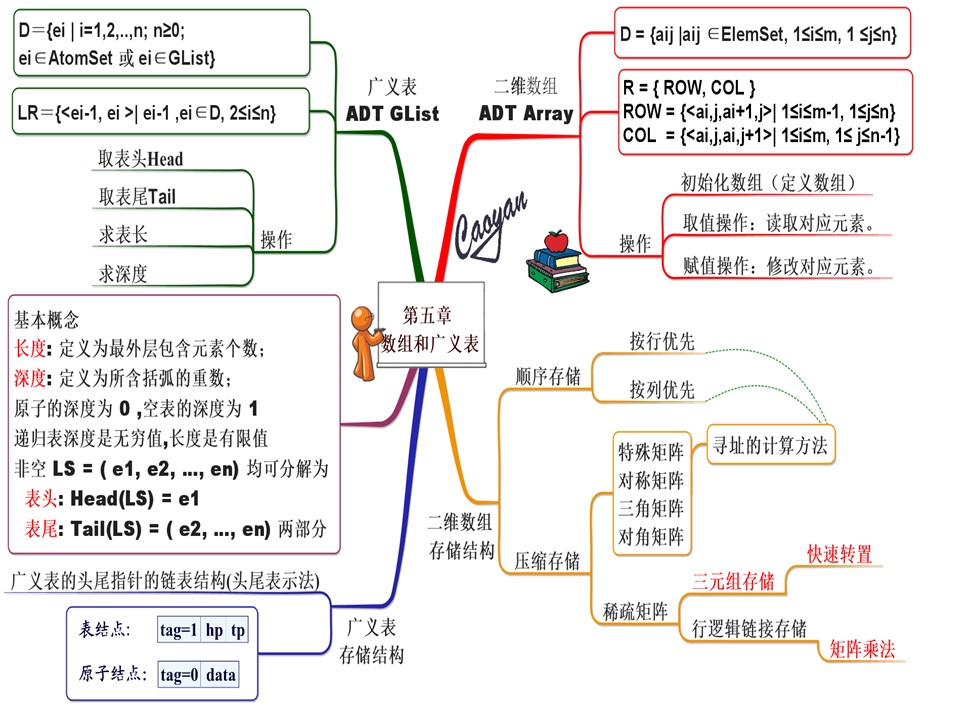 D={ei | i=1,2,..,n; n≥0;
ei∈AtomSet 或 ei∈GList}
LR={<ei-1, ei >| ei-1 ,ei∈D, 2≤i≤n}
广义表
ADT GList
取表头Head
取表尾Tail
求表长
求深度
操作
二维数组
ADT Array
D = {aij |aij ∈ElemSet, 1≤i≤m, 1 ≤j≤n}
R = { ROW, COL }
ROW = {<ai,j,ai+1,j>| 1≤i≤m-1, 1≤j≤n}
COL = {<ai,j,ai,j+1>| 1≤i≤m, 1≤ j≤n-1}
初始化数组（定义数组）
取值操作：读取对应元素。
赋值操作：修改对应元素。
操作
Caoyan
第五章
数组和广义表
基本概念
长度: 定义为最外层包含元素个数；
深度: 定义为所含括弧的重数；
原子的深度为 0 ,空表的深度为 1
递归表深度是无穷值,长度是有限值
非空 LS = ( e1, e2, ..., en) 均可分解为
表头: Head(LS) = e1
表尾: Tail(LS) = ( e2, ..., en) 两部分
广义表的头尾指针的链表结构(头尾表示法)
表结点: tag=1 hp tp
原子结点: tag=0 data
广义表
存储结构
二维数组
存储结构
顺序存储
按行优先
按列优先
寻址的计算方法
压缩存储
特殊矩阵
对称矩阵
三角矩阵
对角矩阵
稀疏矩阵
三元组存储
快速转置
行逻辑链接存储
矩阵乘法